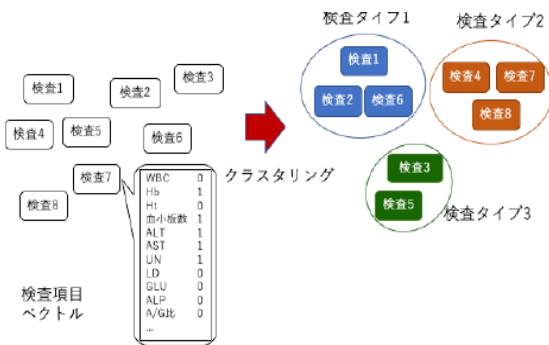 検査1
検査2
検査3
検査4
検査5
検査6
検査7
検査8
WBC 0
Hb 1
Ht 0
血小板数 1
ALT 1
AST 1
UN 1
LD 0
GLU 0
ALP 0
A/G比 0
...
検査項目
ベクトル
クラスタリング
検査タイプ1
検査1
検査2
検査6
検査タイプ2
検査4
検査7
検査8
検査3
検査5
検査タイプ3